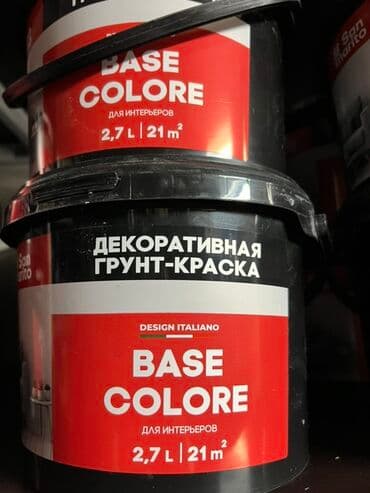 BASE
COLORE
ДЛЯ ИНТЕРЬЕРОВ
2,7 L | 21 m²
San
ДЕКОРАТИВНАЯ
ГРУНТ-КРАСКА
DESIGN ITALIANO
BASE
COLORE
ДЛЯ ИНТЕРЬЕРОВ
2,7 L | 21 m²